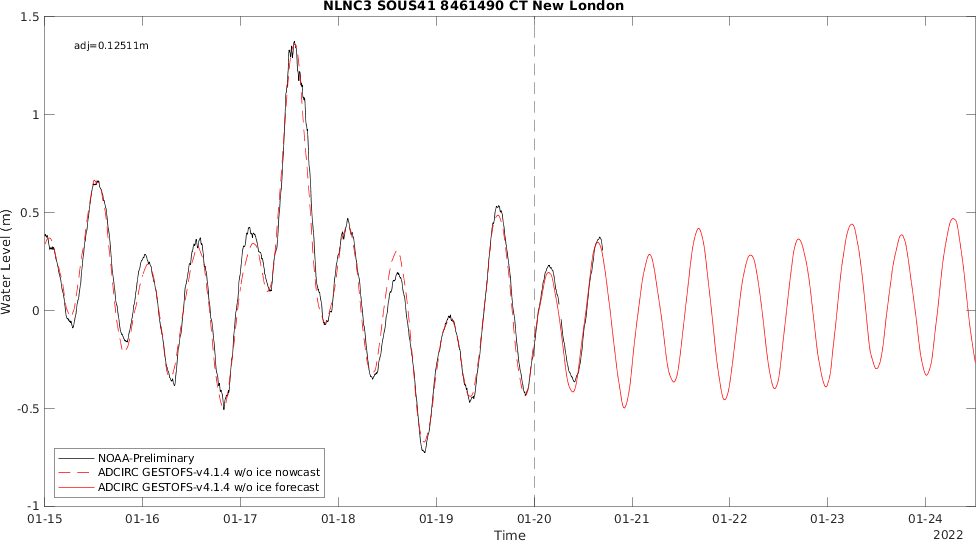 NLNC3 SOUS41 8461490 CT New London
adj=0.12511m
1.5
1
0.5
0
-0.5
-1
Water Level (m)
NOAA-Preliminary
ADCIRC GESTOFS-v4.1.4 w/o ice nowcast
ADCIRC GESTOFS-v4.1.4 w/o ice forecast
01-15 01-16 01-17 01-18 01-19 01-20 01-21 01-22 01-23 01-24
Time
2022